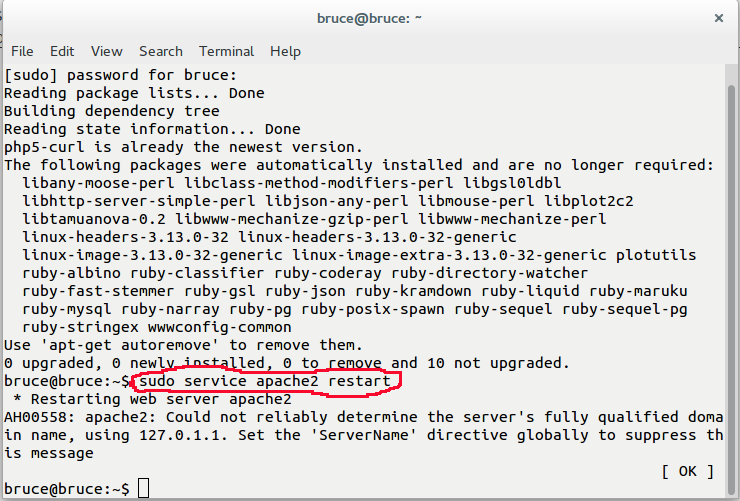 bruce@bruce: ~
×
File Edit View Search Terminal Help
[sudo] password for bruce:
Reading package lists... Done
Building dependency tree
Reading state information... Done
php5-curl is already the newest version.
The following packages were automatically installed and are no longer required:
  libany-moose-perl libclass-method-modifiers-perl libgsl0ldbl
  libhttp-server-simple-perl libjson-any-perl libmouse-perl libplot2c2
  libtamuanova-0.2 libwww-mechanize-gzip-perl libwww-mechanize-perl
  linux-headers-3.13.0-32 linux-headers-3.13.0-32-generic
  linux-image-3.13.0-32-generic linux-image-extra-3.13.0-32-generic plotutils
  ruby-albino ruby-classifier ruby-coderay ruby-directory-watcher
  ruby-fast-stemmer ruby-gsl ruby-json ruby-kramdown ruby-liquid ruby-maruku
  ruby-mysql ruby-narray ruby-pg ruby-posix-spawn ruby-sequel ruby-sequel-pg
  ruby-stringex wwwconfig-common
Use 'apt-get autoremove' to remove them.
0 upgraded, 0 newly installed, 0 to remove and 10 not upgraded.
bruce@bruce:~$ sudo service apache2 restart
 * Restarting web server apache2
AH00558: apache2: Could not reliably determine the server's fully qualified doma
in name, using 127.0.1.1. Set the 'ServerName' directive globally to suppress th
is message
[ OK ]
bruce@bruce:~$